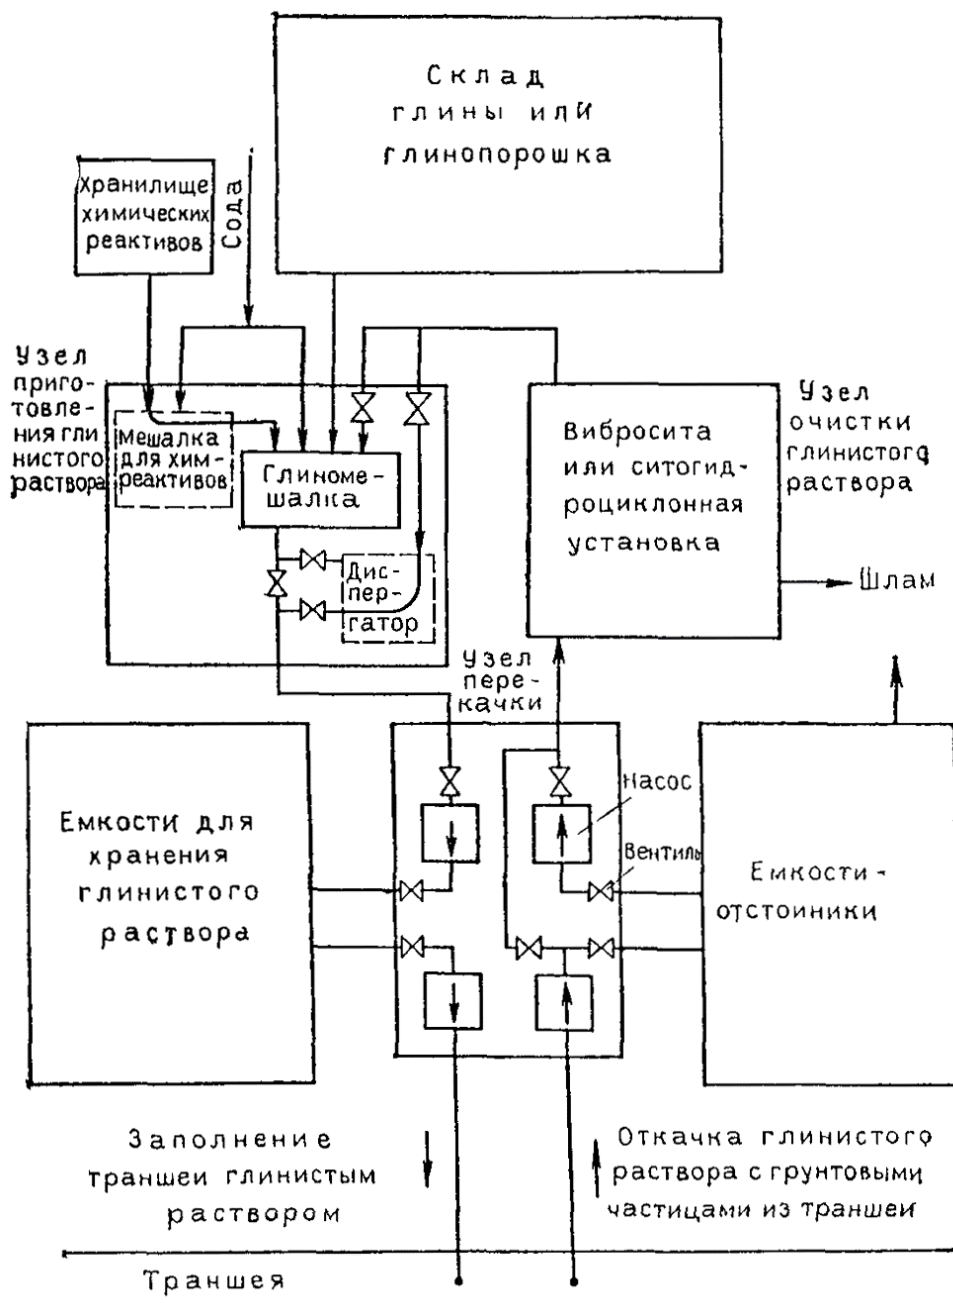 Склад
глины или
глинопорошка
Хранилище
химических
реактивов
Сода
Узел
приго-
товле-
ния гли
нистого
раствора
Мешалка
для хим-
реактивов
Глиноме-
шалка
Дис-
пер-
гатор
Вибросита
или ситогид-
роциклонная
установка
Узел
очистки
глинистого
раствора
Шлам
Узел
пере-
качки
Емкости для
хранения
глинистого
раствора
Насос
Вентиль
Емкости-
отстоиники
Заполнение
траншеи глинистым
раствором
Откачка глинистого
раствора с грунтовыми
частицами из траншеи
Траншея